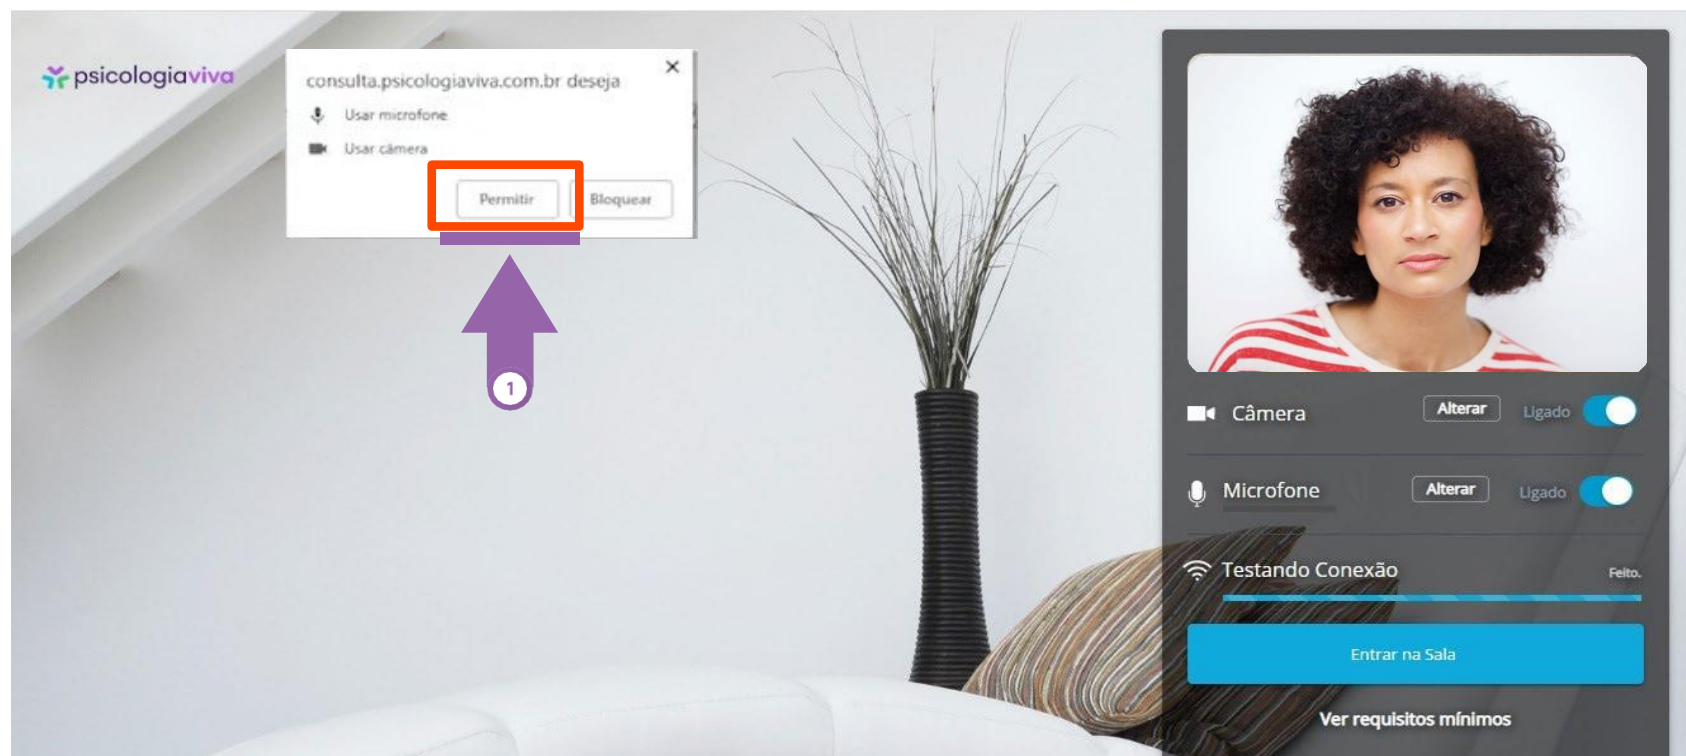 psicologiaviva
consulta.psicologiaviva.com.br deseja
Usar microfone
Usar câmera
Permitir
Bloquear
1
Câmera
Alterar
Ligado
Microfone
Alterar
Ligado
Testando Conexão
Feito.
Entrar na Sala
Ver requisitos mínimos